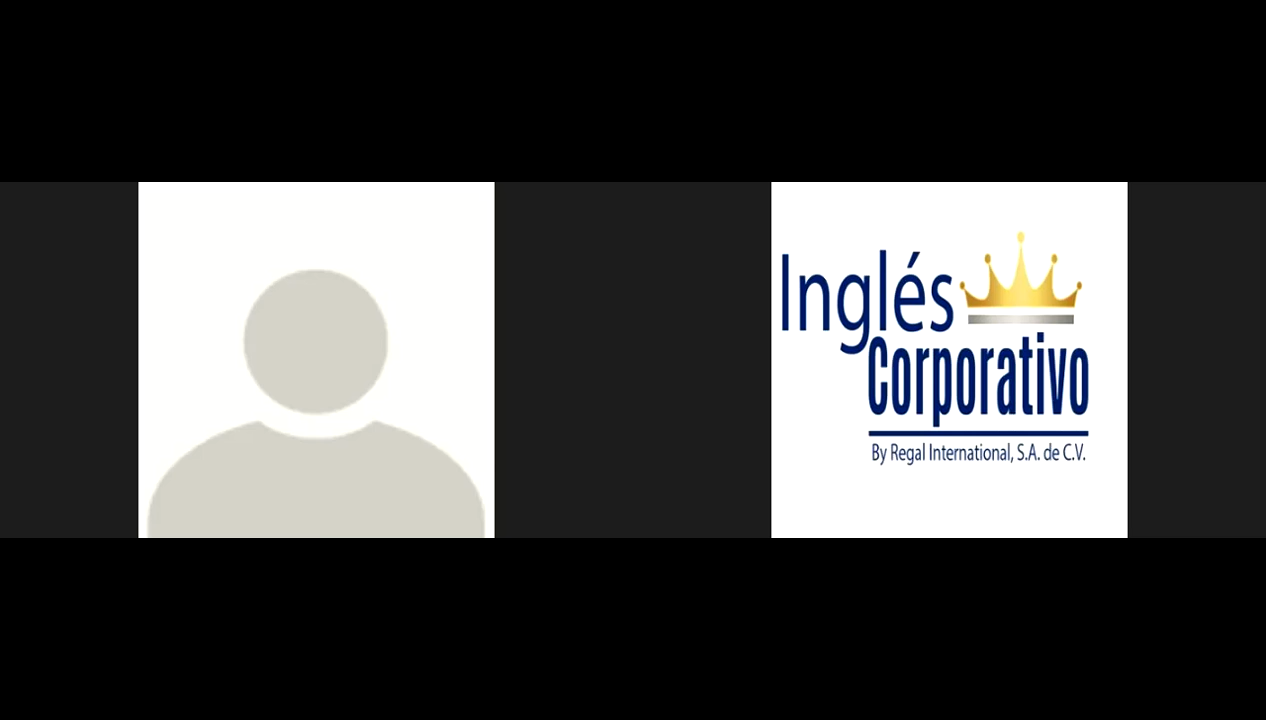 Inglés
Corporativo
By Regal International, S.A. de C.V.